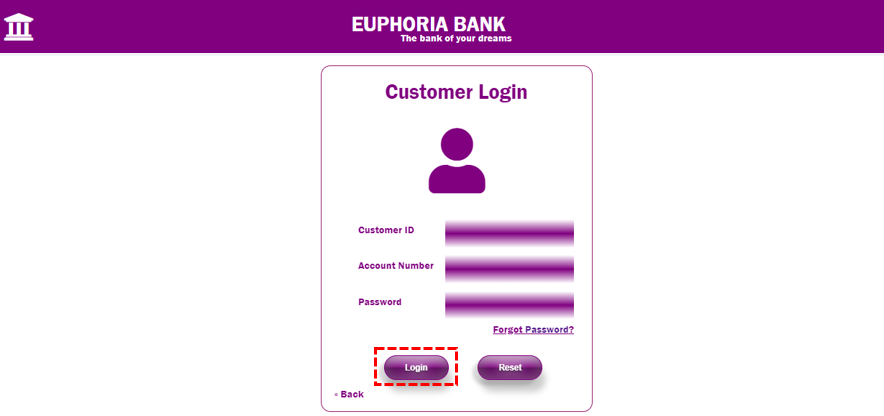 EUPHORIA BANK
The bank of your dreams
Customer Login
Customer ID
Account Number
Password
Forgot Password?
Login Reset
◦ Back